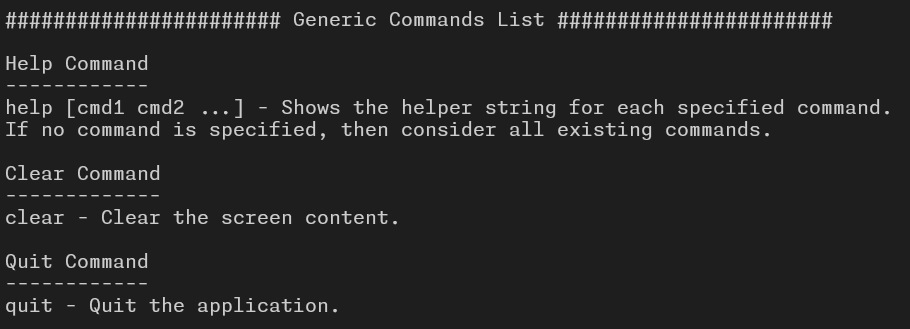 ####################### Generic Commands List #######################
Help Command
------------
help [cmd1 cmd2 ...] - Shows the helper string for each specified command.
If no command is specified, then consider all existing commands.
Clear Command
-------------
clear - Clear the screen content.
Quit Command
------------
quit - Quit the application.